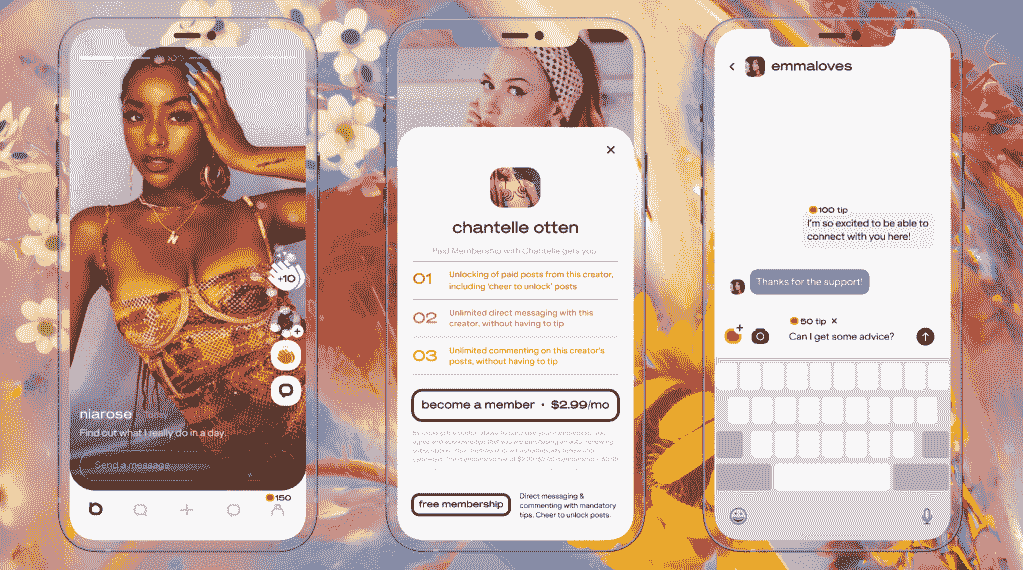 +10
niarose
Find out what I really do in a day.
Send a message
150
chantelle otten
Paid Membership with Chantelle gets you
01
Unlocking of paid posts from this creator,
including 'cheer to unlock' posts
02
Unlimited direct messaging with this
creator, without having to tip
03
Unlimited commenting on this creator's
posts, without having to tip
become a member • $2.99/mo
free membership
Direct messaging &
commenting with mandatory
tips. Cheer to unlock posts.
emmaloves
100 tip
I'm so excited to be able to
connect with you here!
Thanks for the support!
50 tip ×
Can I get some advice?